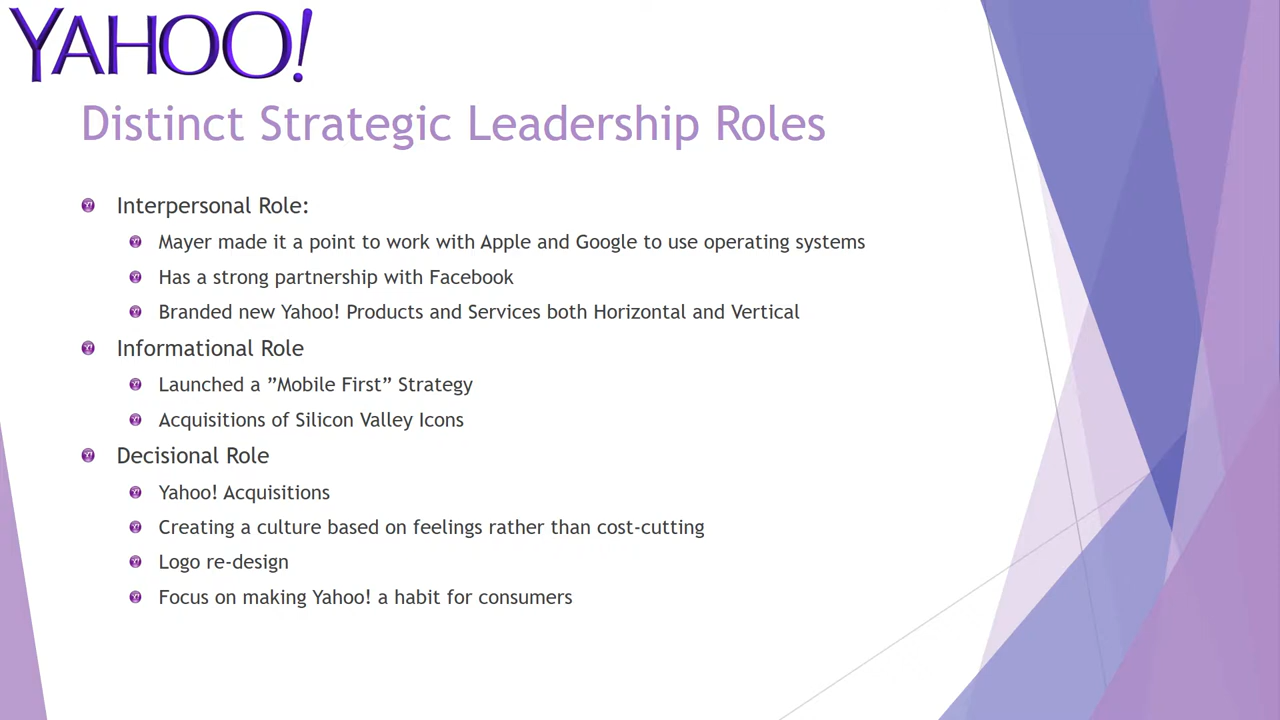 YAHOO!
Distinct Strategic Leadership Roles
Interpersonal Role:
Mayer made it a point to work with Apple and Google to use operating systems
Has a strong partnership with Facebook
Branded new Yahoo! Products and Services both Horizontal and Vertical
Informational Role
Launched a ”Mobile First” Strategy
Acquisitions of Silicon Valley Icons
Decisional Role
Yahoo! Acquisitions
Creating a culture based on feelings rather than cost-cutting
Logo re-design
Focus on making Yahoo! a habit for consumers